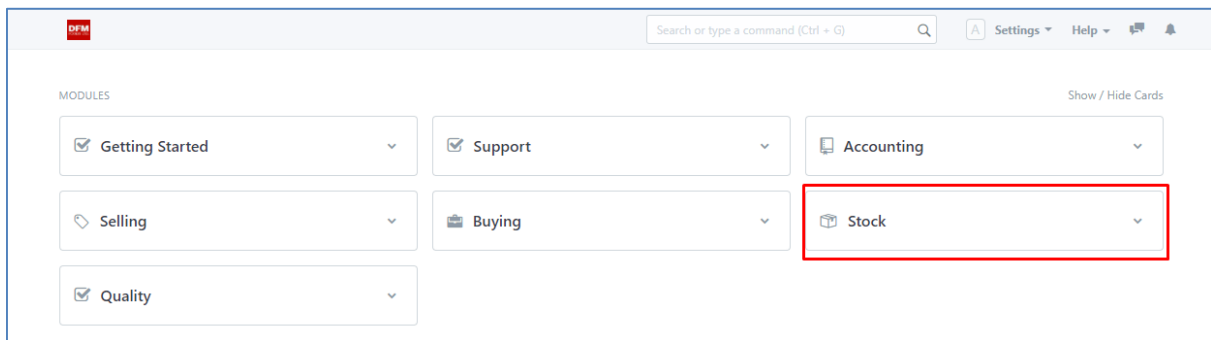 DFM
Search or type a command (Ctrl + G)
A Settings Help
MODULES
Show / Hide Cards
Getting Started
Support
Accounting
Selling
Buying
Stock
Quality